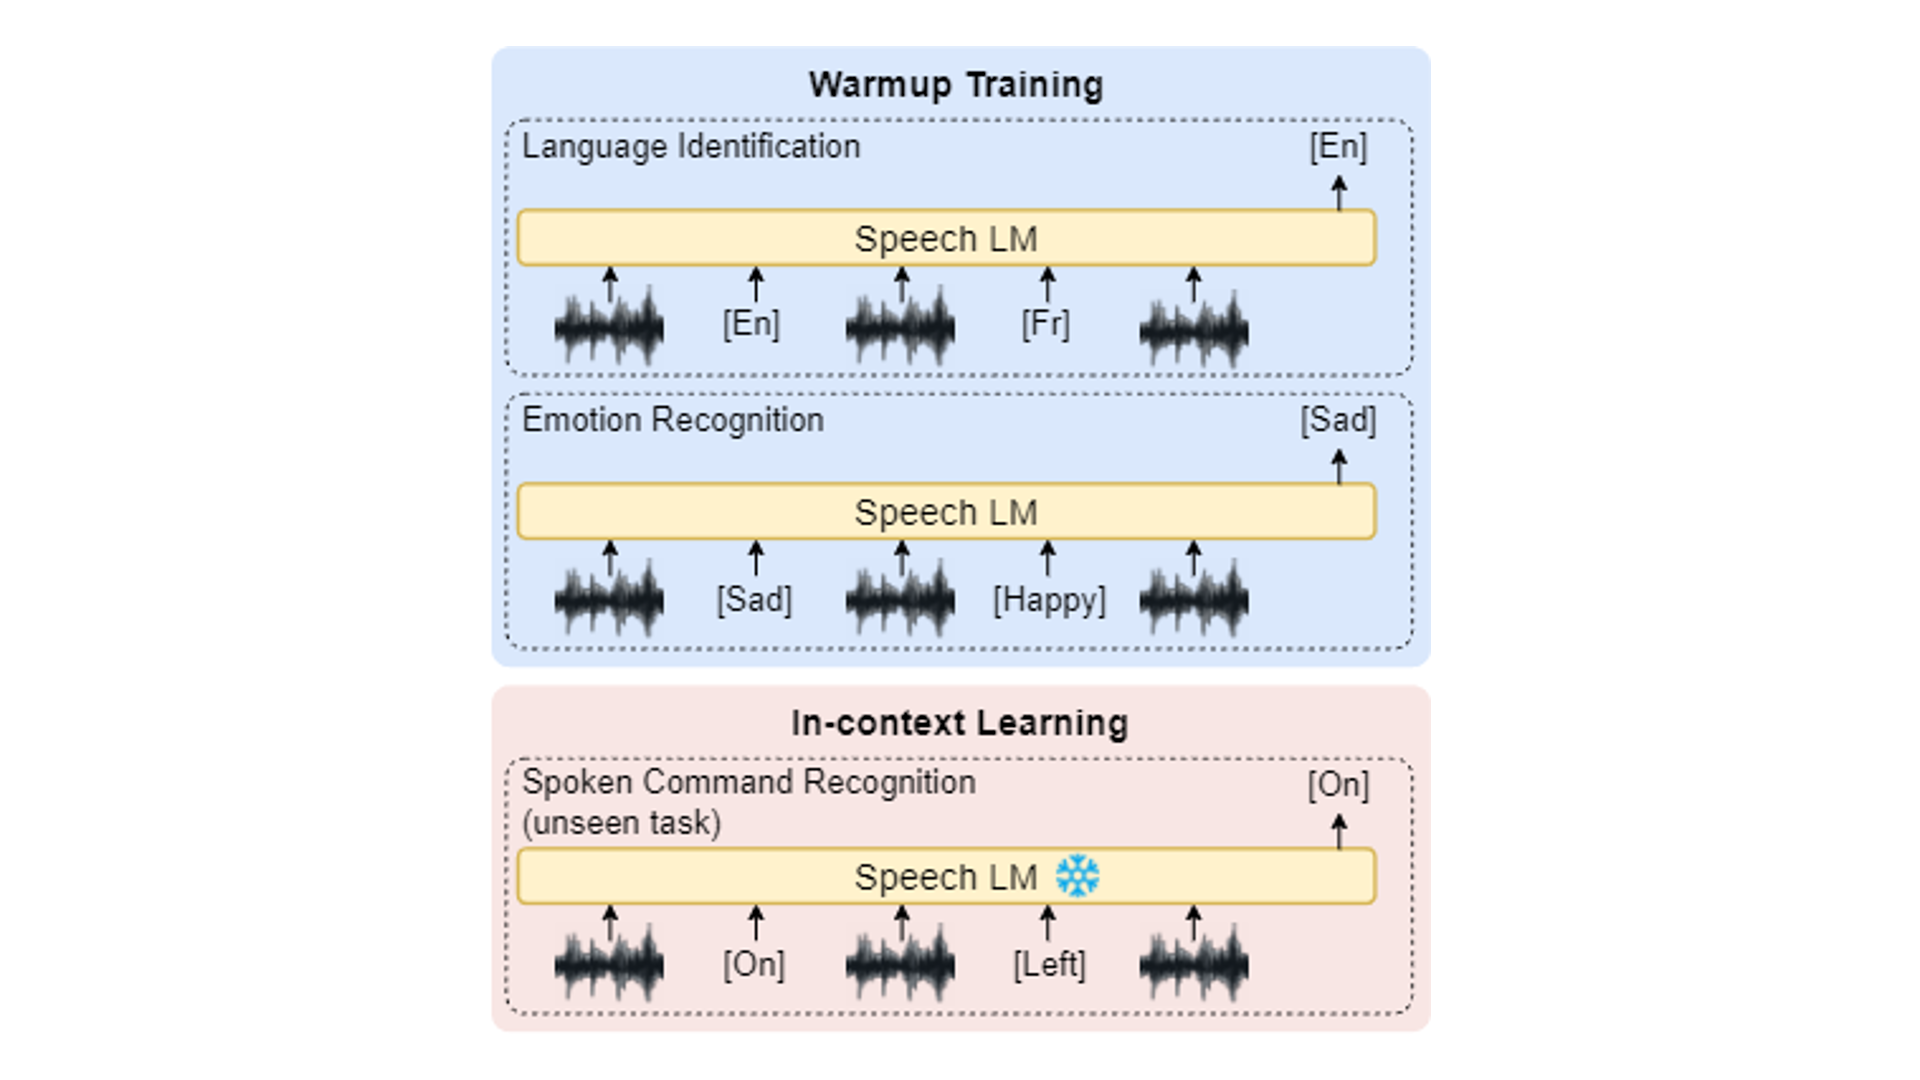 Warmup Training
Language Identification [En]
Speech LM
[En] [Fr]
Emotion Recognition [Sad]
Speech LM
[Sad] [Happy]
In-context Learning
Spoken Command Recognition [On]
(unseen task)
Speech LM
[On] [Left]